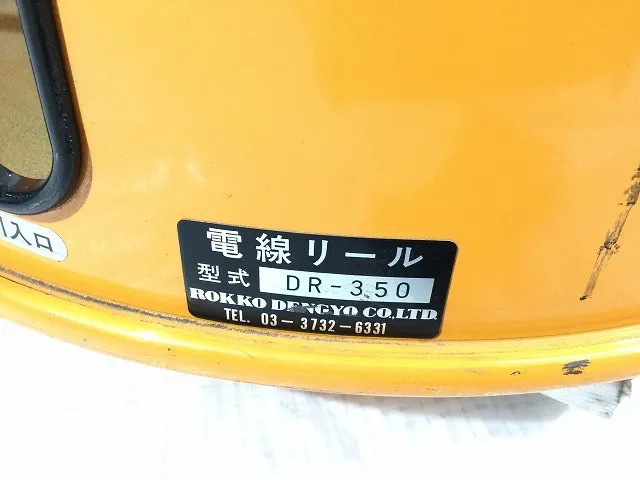 電線リール
型式 DR-350
ROKKO DENGYO CO,LTD
TEL. 03-3732-6331
入口